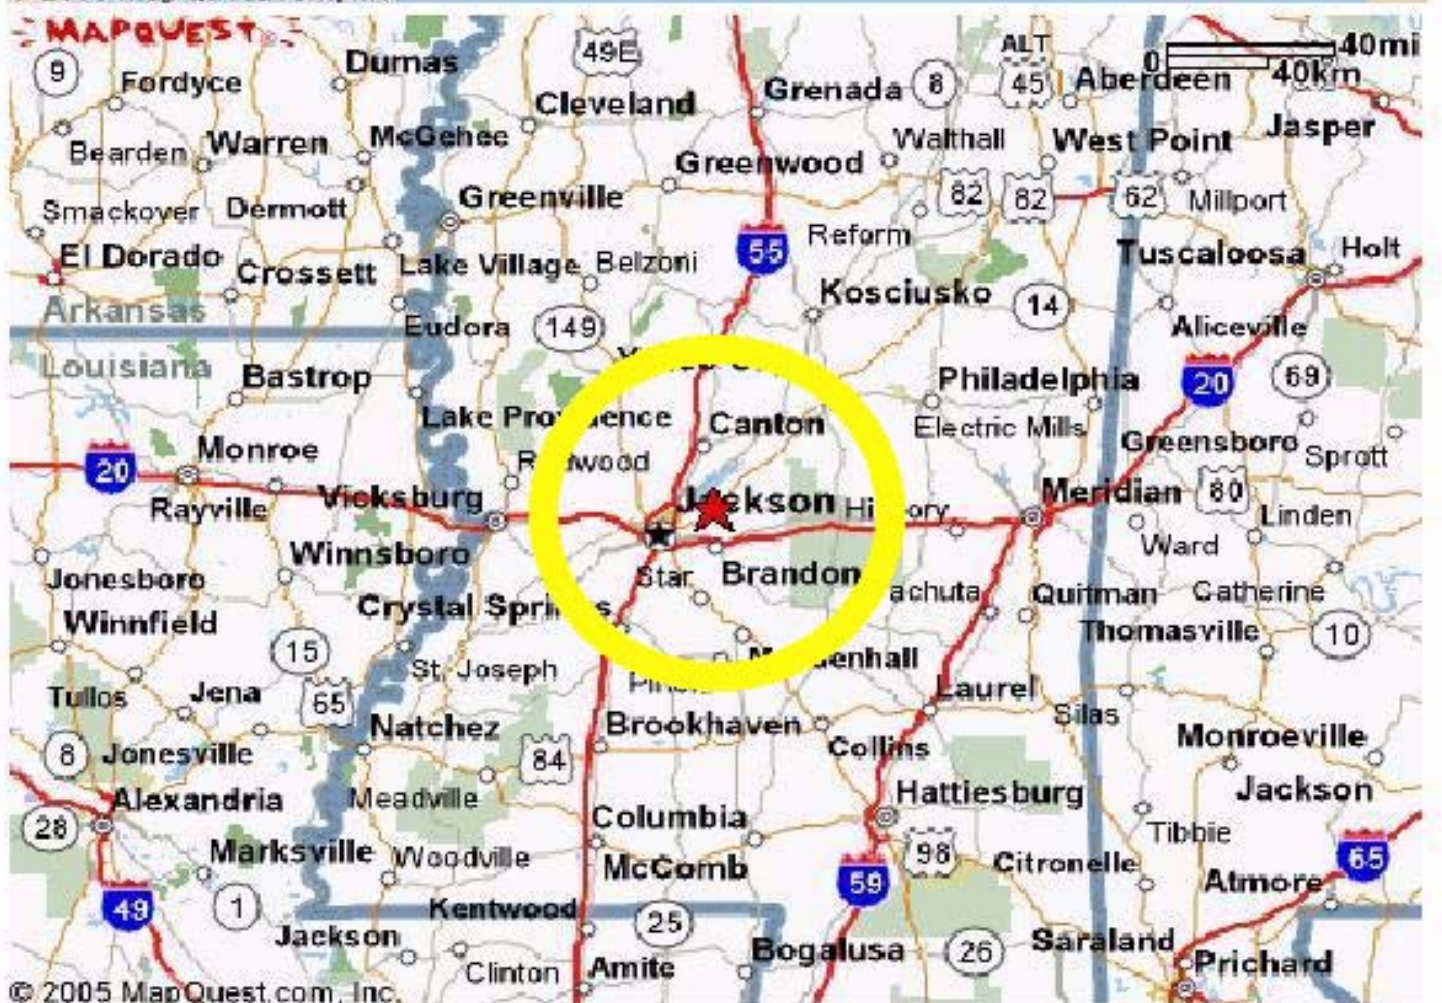 MAPQUEST
ALT
49E
40mi
9
Dumas
0
40km
Fordyce
Cleveland
Grenada
8
45
Aberdeen
McGehee
Walthall
West Point
Jasper
Bearden
Warren
Greenwood
Smackover
Dermott
Greenville
82
82
62
Millport
Reform
55
El Dorado
Crossett
Lake Village
Belzoni
Tuscaloosa
Holt
Arkansas
Kosciusko
14
Eudora
149
Aliceville
Louisiana
Bastrop
Philadelphia
20
69
Lake
Canton
Electric Mills
Greensboro
Sprott
20
Monroe
Vicksburg
Jackson
Meridian
80
Rayville
Linden
Winnsboro
Ward
Jonesboro
Star
Brandon
Quitman
Catherine
Crystal
achuta
Winnfield
Thomasville
10
15
St. Joseph
denhall
Tullos
Jena
65
Laurel
Silas
Natchez
Brookhaven
Collins
Monroeville
8
Jonesville
84
Alexandria
Meadville
Hattiesburg
Jackson
28
Columbia
Tibbie
Marksville
Woodville
McComb
98
Citronelle
65
59
Atmore
49
1
Kentwood
25
Jackson
Bogalusa
26
Saraland
Clinton
Amite
Prichard
© 2005 MapQuest.com, Inc.